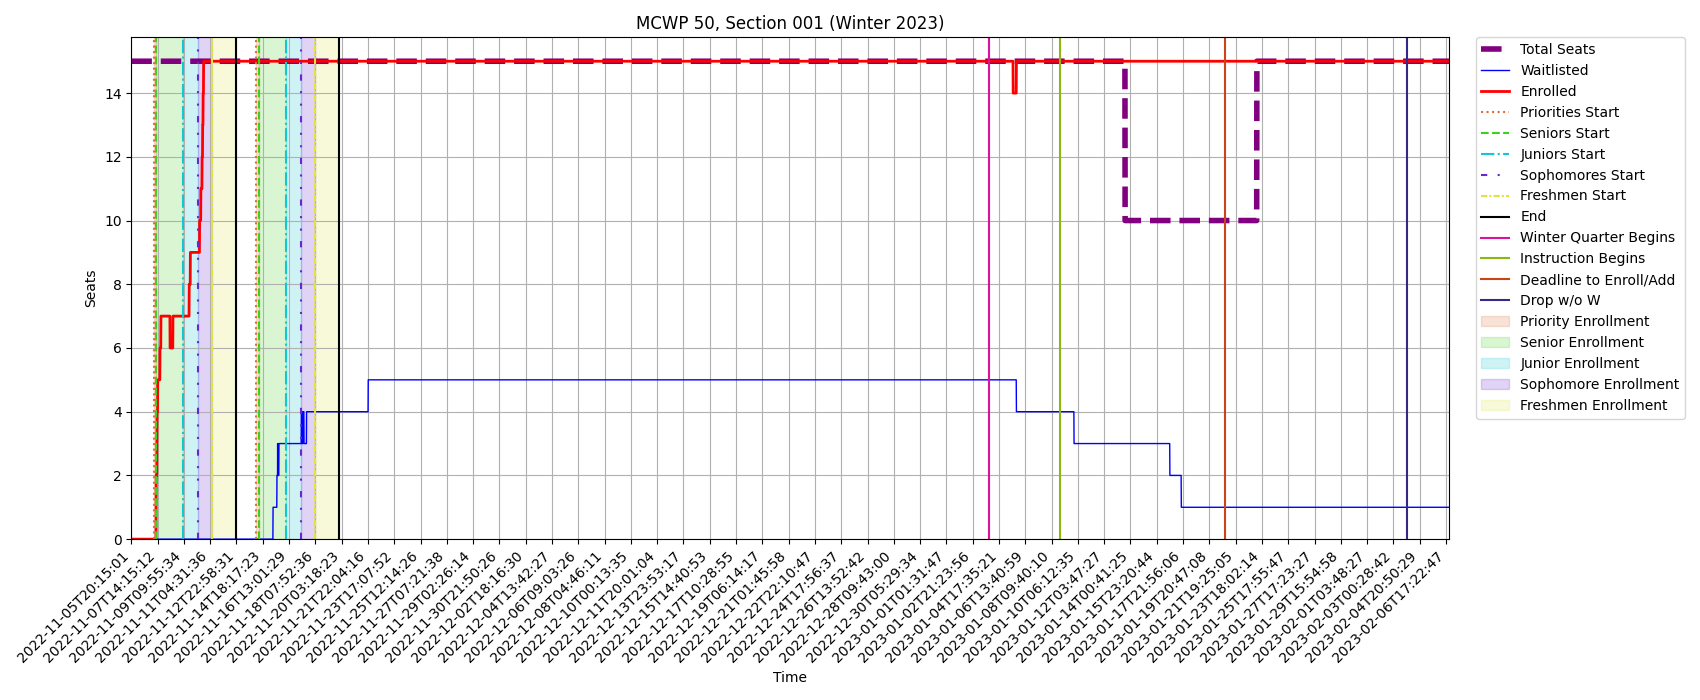 MCWP 50, Section 001 (Winter 2023)
Seats
14
12
10
8
6
4
2
0
2022-11-05T20:15:01
2022-11-07T14:15:12
2022-11-09T09:55:34
2022-11-11T04:31:36
2022-11-12T22:58:31
2022-11-14T18:17:23
2022-11-16T13:01:29
2022-11-18T07:52:36
2022-11-20T03:18:23
2022-11-21T22:04:16
2022-11-23T17:07:52
2022-11-25T12:14:26
2022-11-27T07:21:38
2022-11-29T02:26:14
2022-11-30T21:50:26
2022-12-02T18:16:30
2022-12-04T13:42:27
2022-12-06T09:03:26
2022-12-08T04:46:11
2022-12-10T00:13:35
2022-12-11T20:01:04
2022-12-13T23:53:17
2022-12-15T14:40:53
2022-12-17T10:28:55
2022-12-19T06:14:17
2022-12-21T01:45:58
2022-12-22T22:10:47
2022-12-24T17:56:37
2022-12-26T13:52:42
2022-12-28T09:43:00
2022-12-30T05:29:34
2023-01-01T01:31:47
2023-01-02T21:23:56
2023-01-04T17:35:21
2023-01-06T13:40:59
2023-01-08T09:40:10
2023-01-10T06:12:35
2023-01-12T03:47:27
2023-01-14T00:41:25
2023-01-15T23:20:44
2023-01-17T21:56:06
2023-01-19T20:47:08
2023-01-21T19:25:05
2023-01-23T18:02:14
2023-01-25T17:55:47
2023-01-27T17:23:27
2023-01-29T15:54:58
2023-02-01T03:48:27
2023-02-03T00:28:42
2023-02-04T20:50:29
2023-02-06T17:22:47
Time
Total Seats
Waitlisted
Enrolled
Priorities Start
Seniors Start
Juniors Start
Sophomores Start
Freshmen Start
End
Winter Quarter Begins
Instruction Begins
Deadline to Enroll/Add
Drop w/o W
Priority Enrollment
Senior Enrollment
Junior Enrollment
Sophomore Enrollment
Freshmen Enrollment